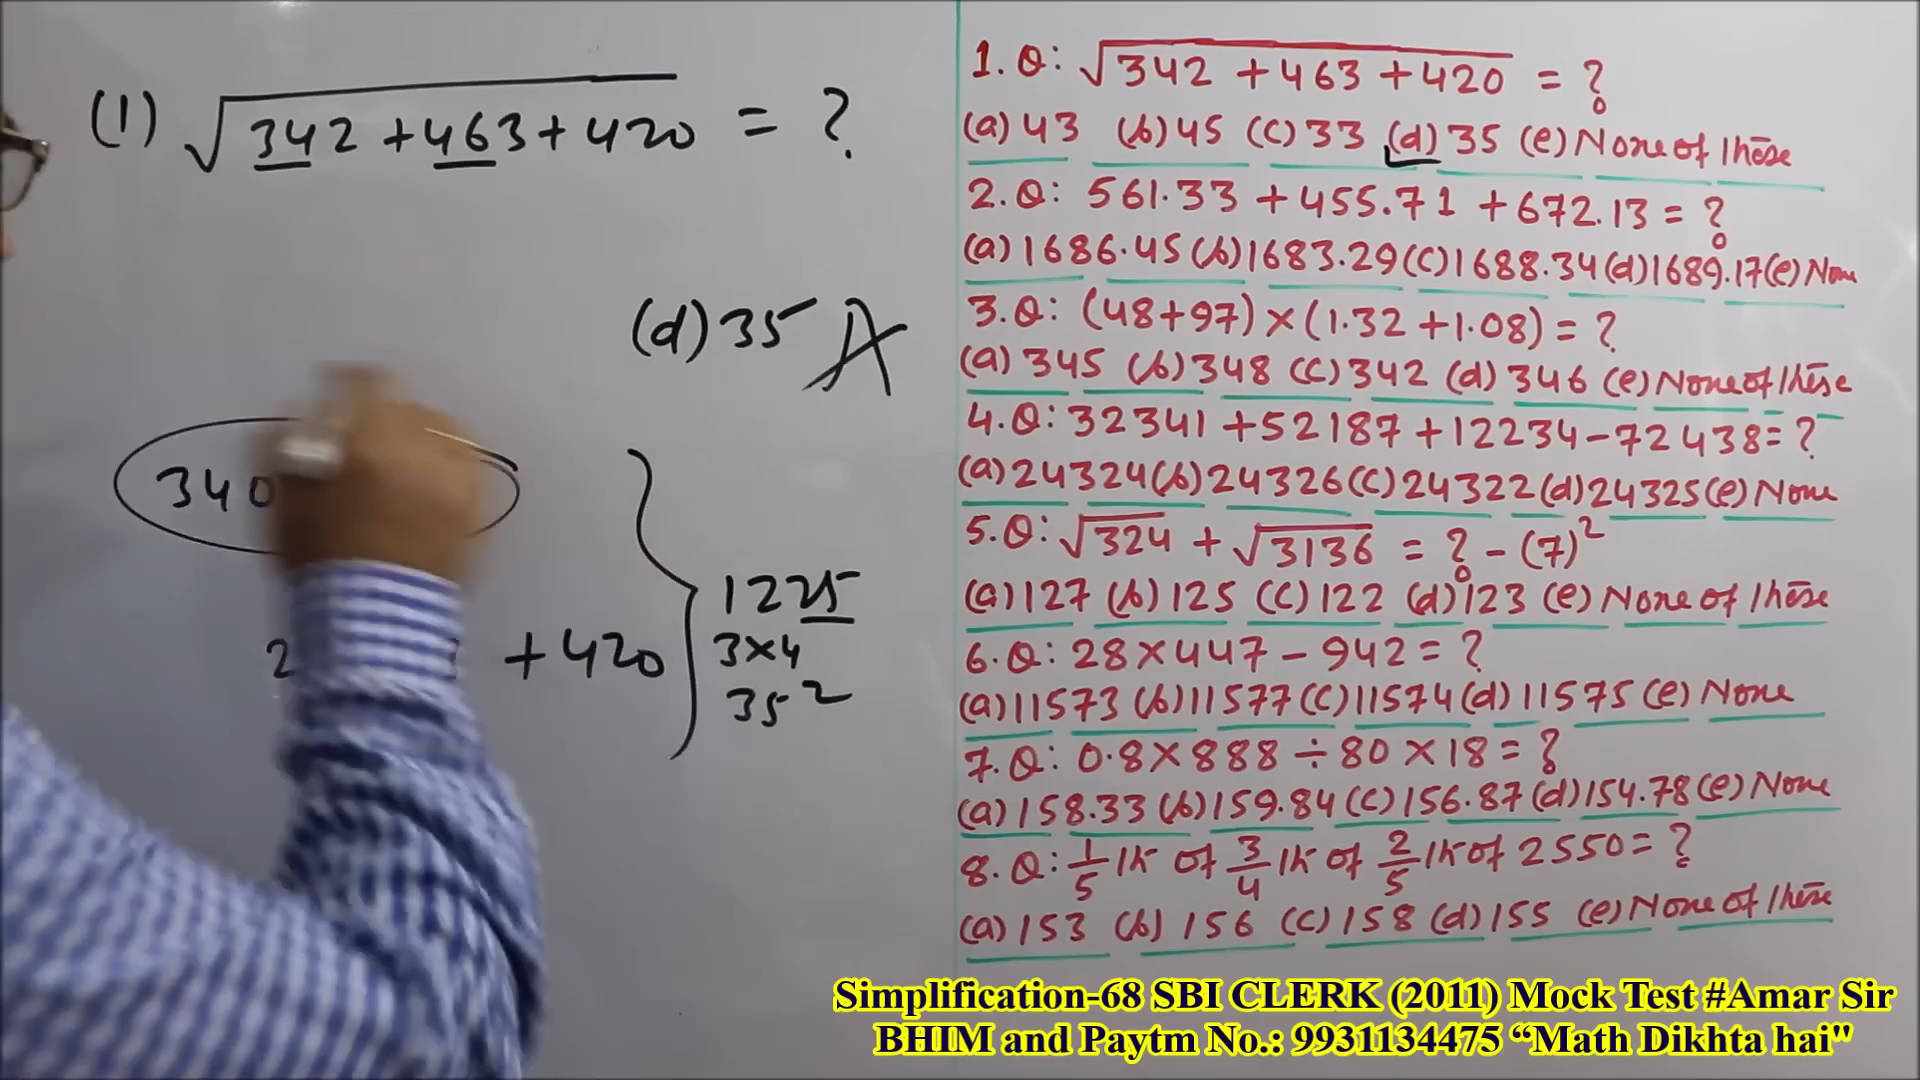 (1) √342 + 463 + 420 = ?
(d) 35
340
2 + 420
1225
3×4
35²
1.Q: √342 + 463 + 420 = ?
(a) 43 (b) 45 (c) 33 (d) 35 (e) None of these
2.Q: 561.33 + 455.71 + 672.13 = ?
(a) 1686.45 (b) 1683.29 (c) 1688.34 (d) 1689.17 (e) None
3.Q: (48+97) × (1.32 + 1.08) = ?
(a) 345 (b) 348 (c) 342 (d) 346 (e) None of these
4.Q: 32341 + 52187 + 12234 - 72438 = ?
(a) 24324 (b) 24326 (c) 24322 (d) 24325 (e) None
5.Q: √324 + √3136 = ? - (7)²
(a) 127 (b) 125 (c) 122 (d) 123 (e) None of these
6.Q: 28 × 447 - 942 = ?
(a) 11573 (b) 11577 (c) 11574 (d) 11575 (e) None
7.Q: 0.8 × 888 ÷ 80 × 18 = ?
(a) 158.33 (b) 159.84 (c) 156.87 (d) 154.78 (e) None
8.Q: 1/5 th of 3/4 th of 2/5 th of 2550 = ?
(a) 153 (b) 156 (c) 158 (d) 155 (e) None of these
Simplification-68 SBI CLERK (2011) Mock Test #Amar Sir
BHIM and Paytm No.: 9931134475 “Math Dikhta hai"